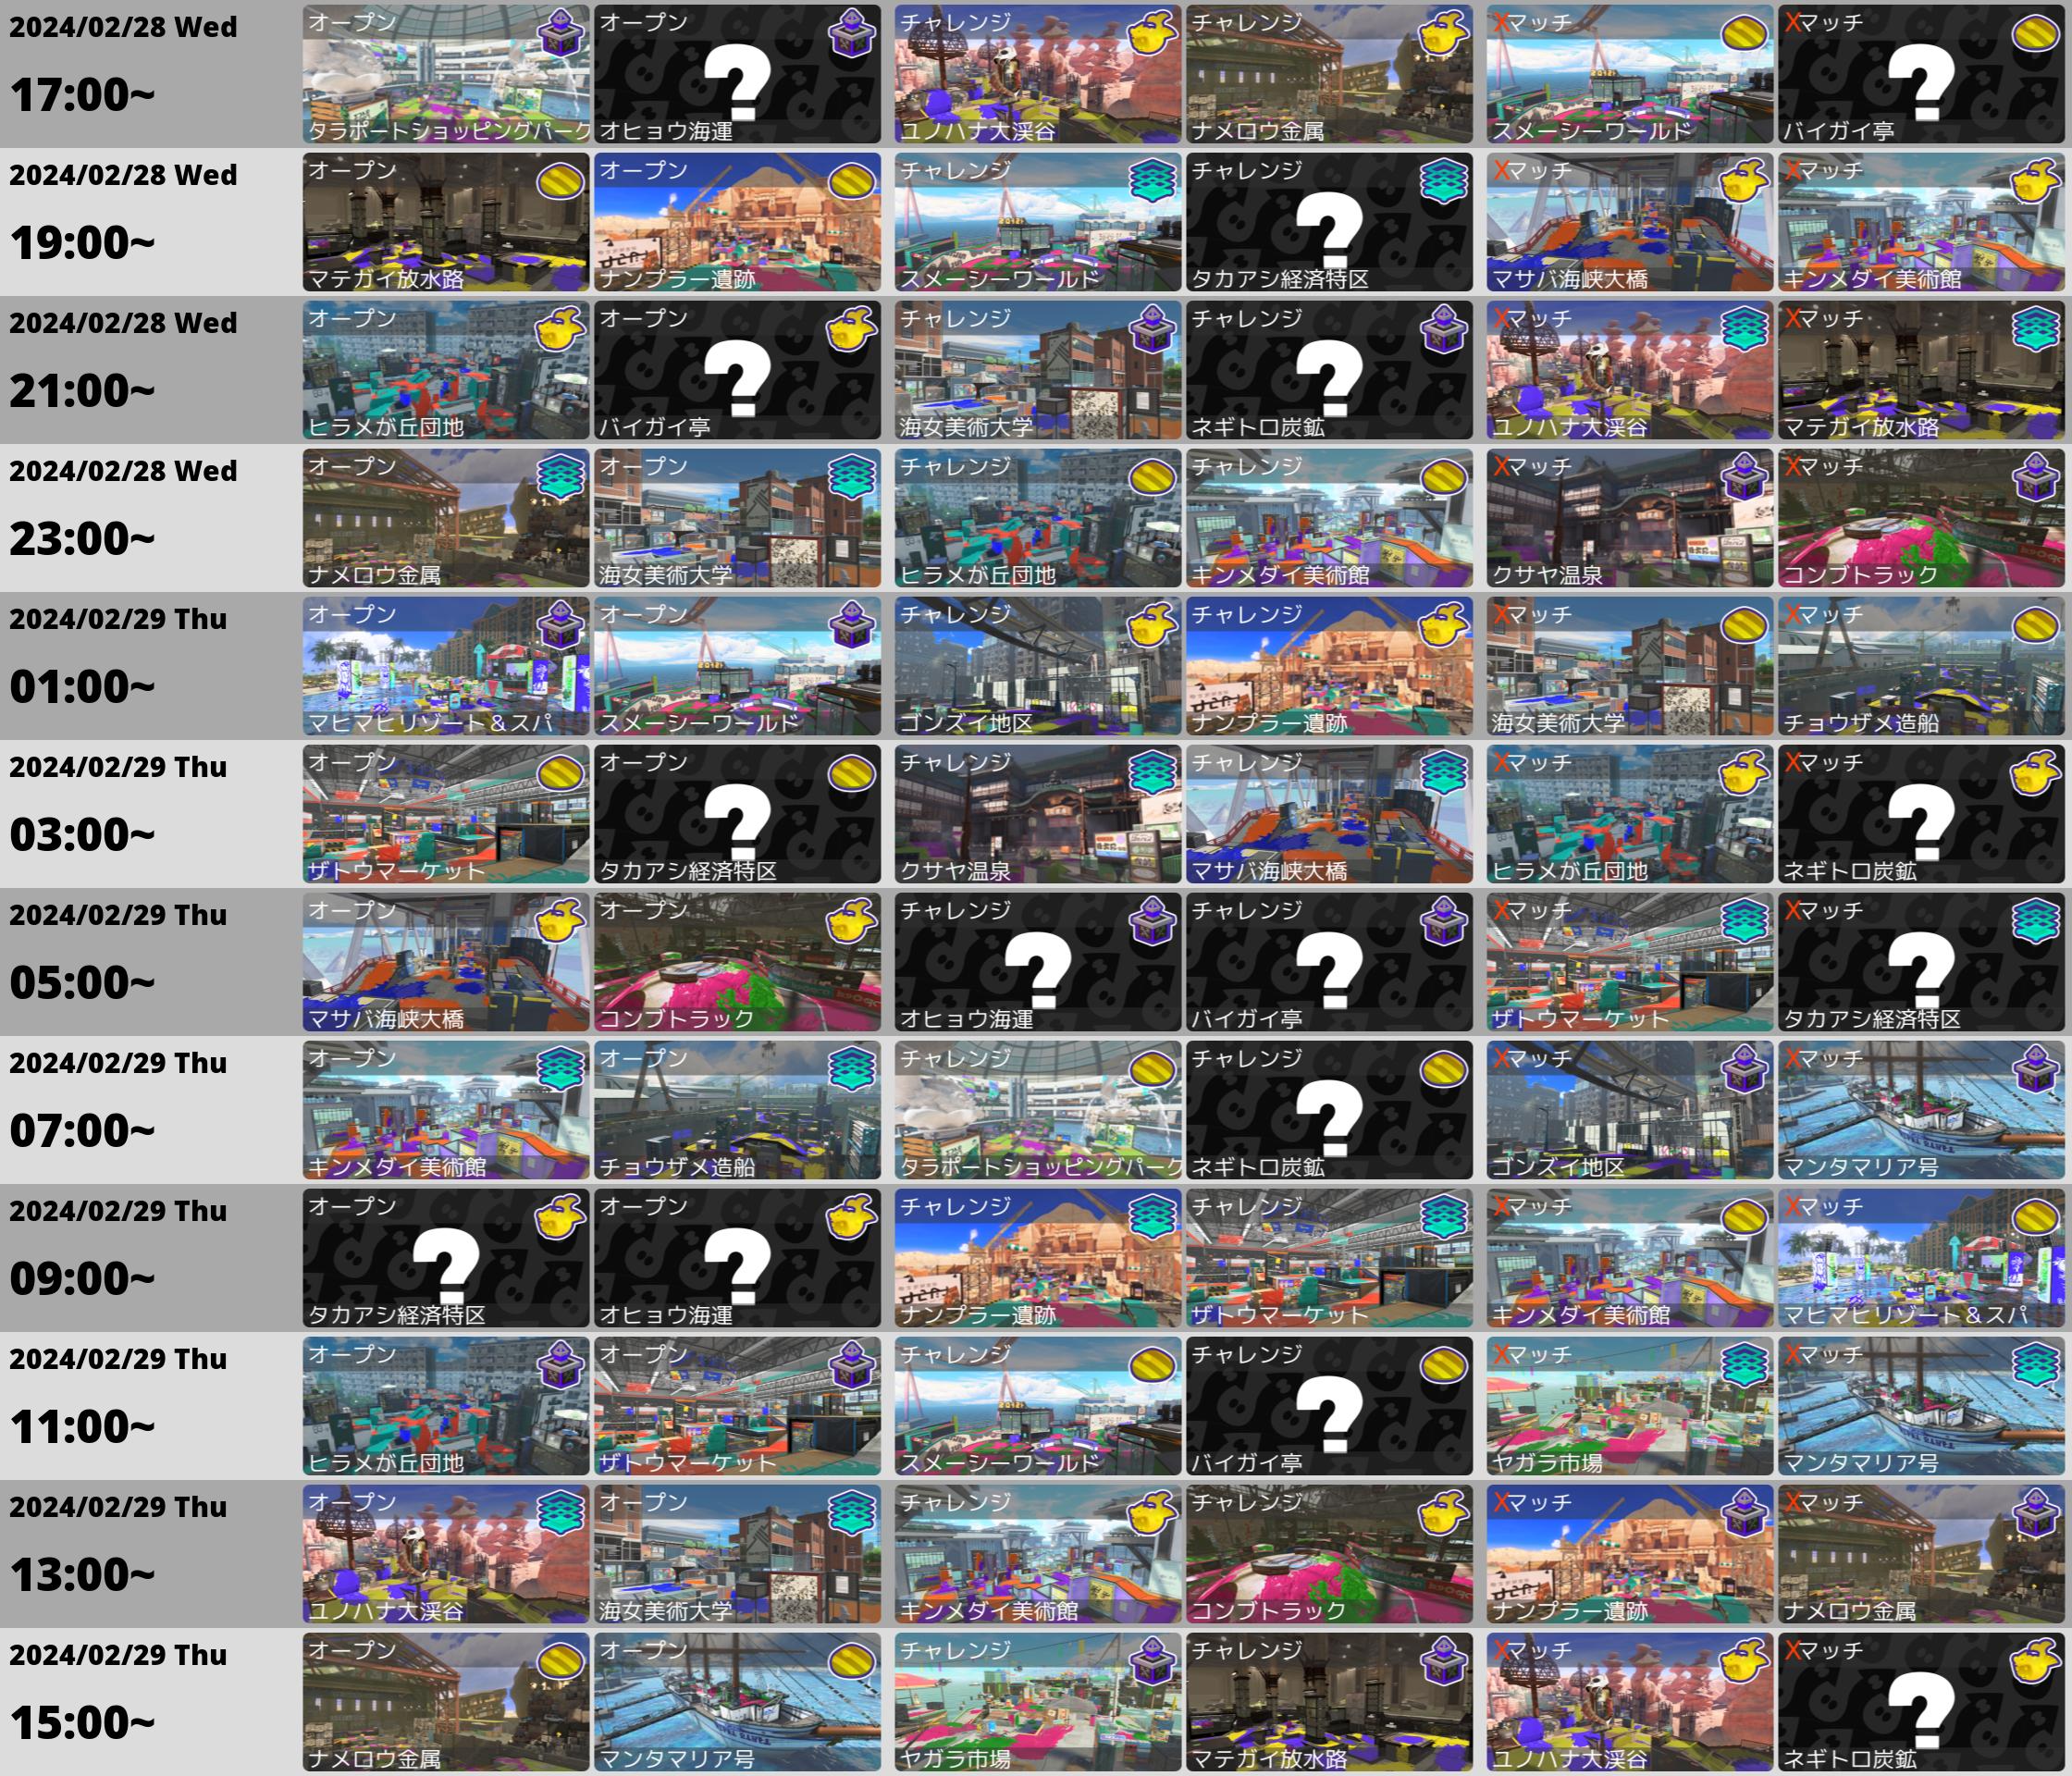 2024/02/28 Wed
17:00~
オープン
タラポートショッピングパーク
オープン
オヒョウ海運
チャレンジ
ユノハナ大渓谷
チャレンジ
ナメロウ金属
Xマッチ
スメーシーワールド
Xマッチ
バイガイ亭
2024/02/28 Wed
19:00~
オープン
マテガイ放水路
オープン
ナンプラー遺跡
チャレンジ
スメーシーワールド
チャレンジ
タカアシ経済特区
Xマッチ
マサバ海峡大橋
Xマッチ
キンメダイ美術館
2024/02/28 Wed
21:00~
オープン
ヒラメが丘団地
オープン
バイガイ亭
チャレンジ
海女美術大学
チャレンジ
ネギトロ炭鉱
Xマッチ
ユノハナ大渓谷
Xマッチ
マテガイ放水路
2024/02/28 Wed
23:00~
オープン
ナメロウ金属
オープン
海女美術大学
チャレンジ
ヒラメが丘団地
チャレンジ
キンメダイ美術館
Xマッチ
クサヤ温泉
Xマッチ
コンブトラック
2024/02/29 Thu
01:00~
オープン
マヒマヒリゾート＆スパ
オープン
スメーシーワールド
チャレンジ
ゴンズイ地区
チャレンジ
ナンプラー遺跡
Xマッチ
海女美術大学
Xマッチ
チョウザメ造船
2024/02/29 Thu
03:00~
オープン
ザトウマーケット
オープン
タカアシ経済特区
チャレンジ
クサヤ温泉
チャレンジ
マサバ海峡大橋
Xマッチ
ヒラメが丘団地
Xマッチ
ネギトロ炭鉱
2024/02/29 Thu
05:00~
オープン
マサバ海峡大橋
オープン
コンブトラック
チャレンジ
オヒョウ海運
チャレンジ
バイガイ亭
Xマッチ
ザトウマーケット
Xマッチ
タカアシ経済特区
2024/02/29 Thu
07:00~
オープン
キンメダイ美術館
オープン
チョウザメ造船
チャレンジ
タラポートショッピングパーク
チャレンジ
ネギトロ炭鉱
Xマッチ
ゴンズイ地区
Xマッチ
マンタマリア号
2024/02/29 Thu
09:00~
オープン
タカアシ経済特区
オープン
オヒョウ海運
チャレンジ
ナンプラー遺跡
チャレンジ
ザトウマーケット
Xマッチ
キンメダイ美術館
Xマッチ
マヒマヒリゾート＆スパ
2024/02/29 Thu
11:00~
オープン
ヒラメが丘団地
オープン
ザトウマーケット
チャレンジ
スメーシーワールド
チャレンジ
バイガイ亭
Xマッチ
ヤガラ市場
Xマッチ
マンタマリア号
2024/02/29 Thu
13:00~
オープン
ユノハナ大渓谷
オープン
海女美術大学
チャレンジ
キンメダイ美術館
チャレンジ
コンブトラック
Xマッチ
ナンプラー遺跡
Xマッチ
ナメロウ金属
2024/02/29 Thu
15:00~
オープン
ナメロウ金属
オープン
マンタマリア号
チャレンジ
ヤガラ市場
チャレンジ
マテガイ放水路
Xマッチ
ユノハナ大渓谷
Xマッチ
ネギトロ炭鉱